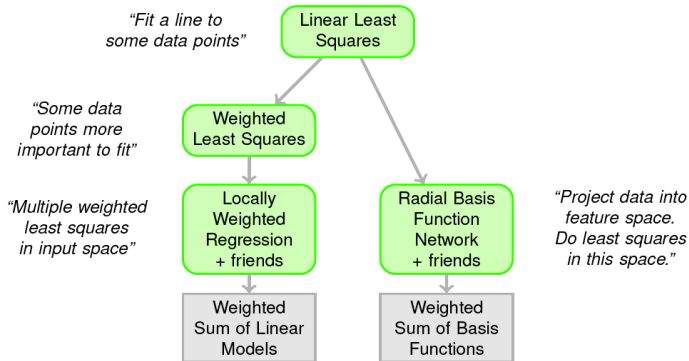 “Fit a line to
some data points”
Linear Least
Squares
“Some data
points more
important to fit”
Weighted
Least Squares
“Multiple weighted
least squares
in input space”
Locally
Weighted
Regression
+ friends
Radial Basis
Function
Network
+ friends
“Project data into
feature space.
Do least squares
in this space.”
Weighted
Sum of Linear
Models
Weighted
Sum of Basis
Functions